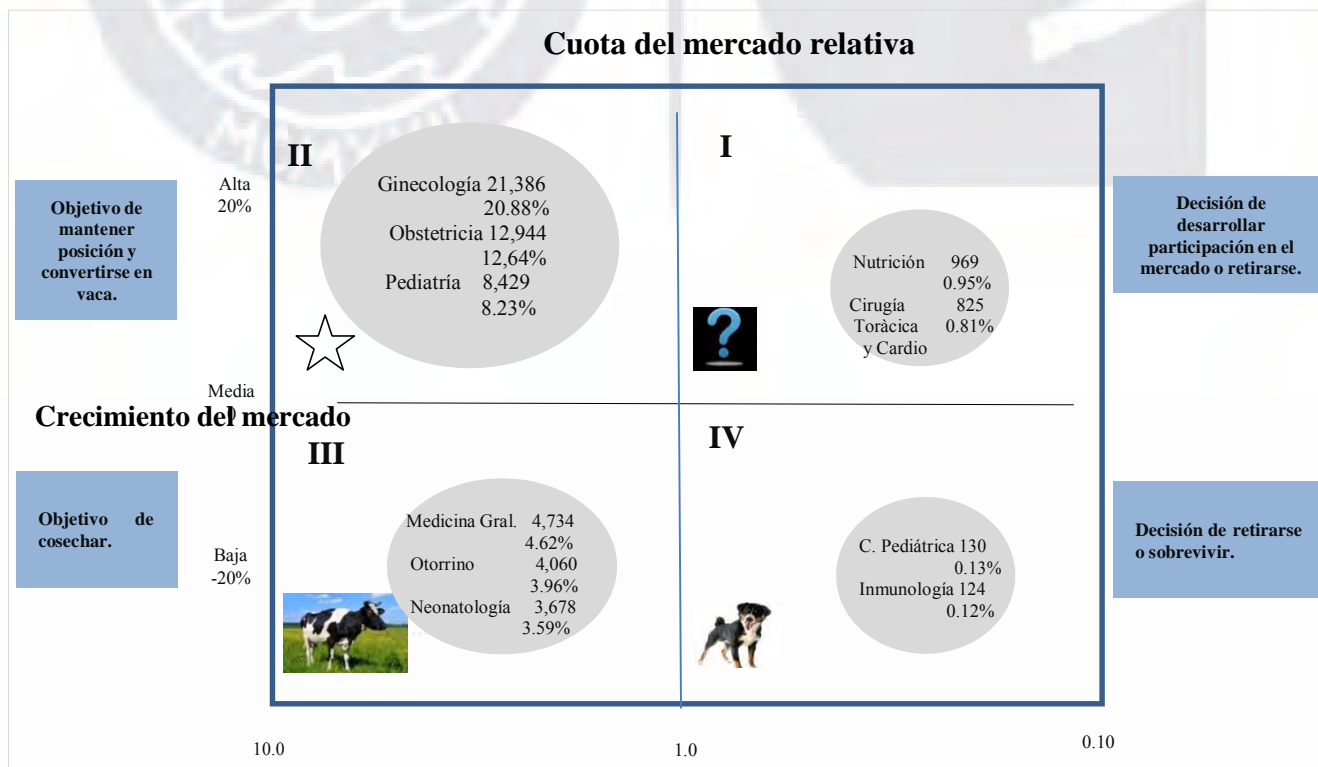 Cuota del mercado relativa
II
I
Alta
20%
Objetivo de
mantener
posición y
convertirse en
vaca.
Ginecología 21,386
20.88%
Obstetricia 12,944
12,64%
Pediatría 8,429
8.23%
Nutrición 969
0.95%
Cirugía 825
Toràcica 0.81%
y Cardio
Decisión de
desarrollar
participación en el
mercado o retirarse.
?
Media
Crecimiento del mercado
III
IV
Objetivo de
cosechar.
Baja
-20%
Medicina Gral. 4,734
4.62%
Otorrino 4,060
3.96%
Neonatología 3,678
3.59%
C. Pediátrica 130
0.13%
Inmunología 124
0.12%
Decisión de retirarse
o sobrevivir.
10.0
1.0
0.10